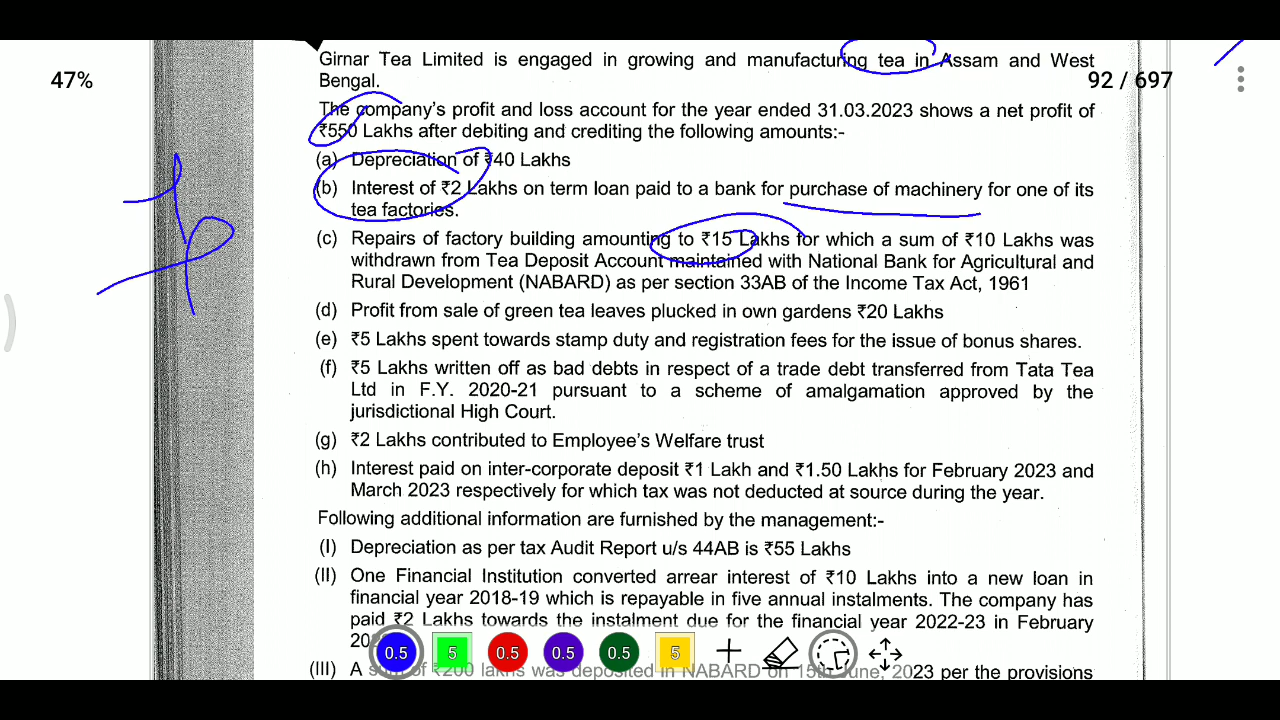 Girnar Tea Limited is engaged in growing and manufacturing tea in Assam and West
47%
Bengal.
92 / 697
The company's profit and loss account for the year ended 31.03.2023 shows a net profit of
₹550 Lakhs after debiting and crediting the following amounts:-
(a) Depreciation of ₹40 Lakhs
(b) Interest of ₹2 Lakhs on term loan paid to a bank for purchase of machinery for one of its
tea factories.
(c) Repairs of factory building amounting to ₹15 Lakhs for which a sum of ₹10 Lakhs was
withdrawn from Tea Deposit Account maintained with National Bank for Agricultural and
Rural Development (NABARD) as per section 33AB of the Income Tax Act, 1961
(d) Profit from sale of green tea leaves plucked in own gardens ₹20 Lakhs
(e) ₹5 Lakhs spent towards stamp duty and registration fees for the issue of bonus shares.
(f) ₹5 Lakhs written off as bad debts in respect of a trade debt transferred from Tata Tea
Ltd in F.Y. 2020-21 pursuant to a scheme of amalgamation approved by the
jurisdictional High Court.
(g) ₹2 Lakhs contributed to Employee's Welfare trust
(h) Interest paid on inter-corporate deposit ₹1 Lakh and ₹1.50 Lakhs for February 2023 and
March 2023 respectively for which tax was not deducted at source during the year.
Following additional information are furnished by the management:-
(I) Depreciation as per tax Audit Report u/s 44AB is ₹55 Lakhs
(II) One Financial Institution converted arrear interest of ₹10 Lakhs into a new loan in
financial year 2018-19 which is repayable in five annual instalments. The company has
paid ₹2 Lakhs towards the instalment due for the financial year 2022-23 in February
0.5 5 0.5 0.5 0.5 5
(III) A sum of ₹200 lakhs was deposited in NABARD on 15th June, 2023 per the provisions